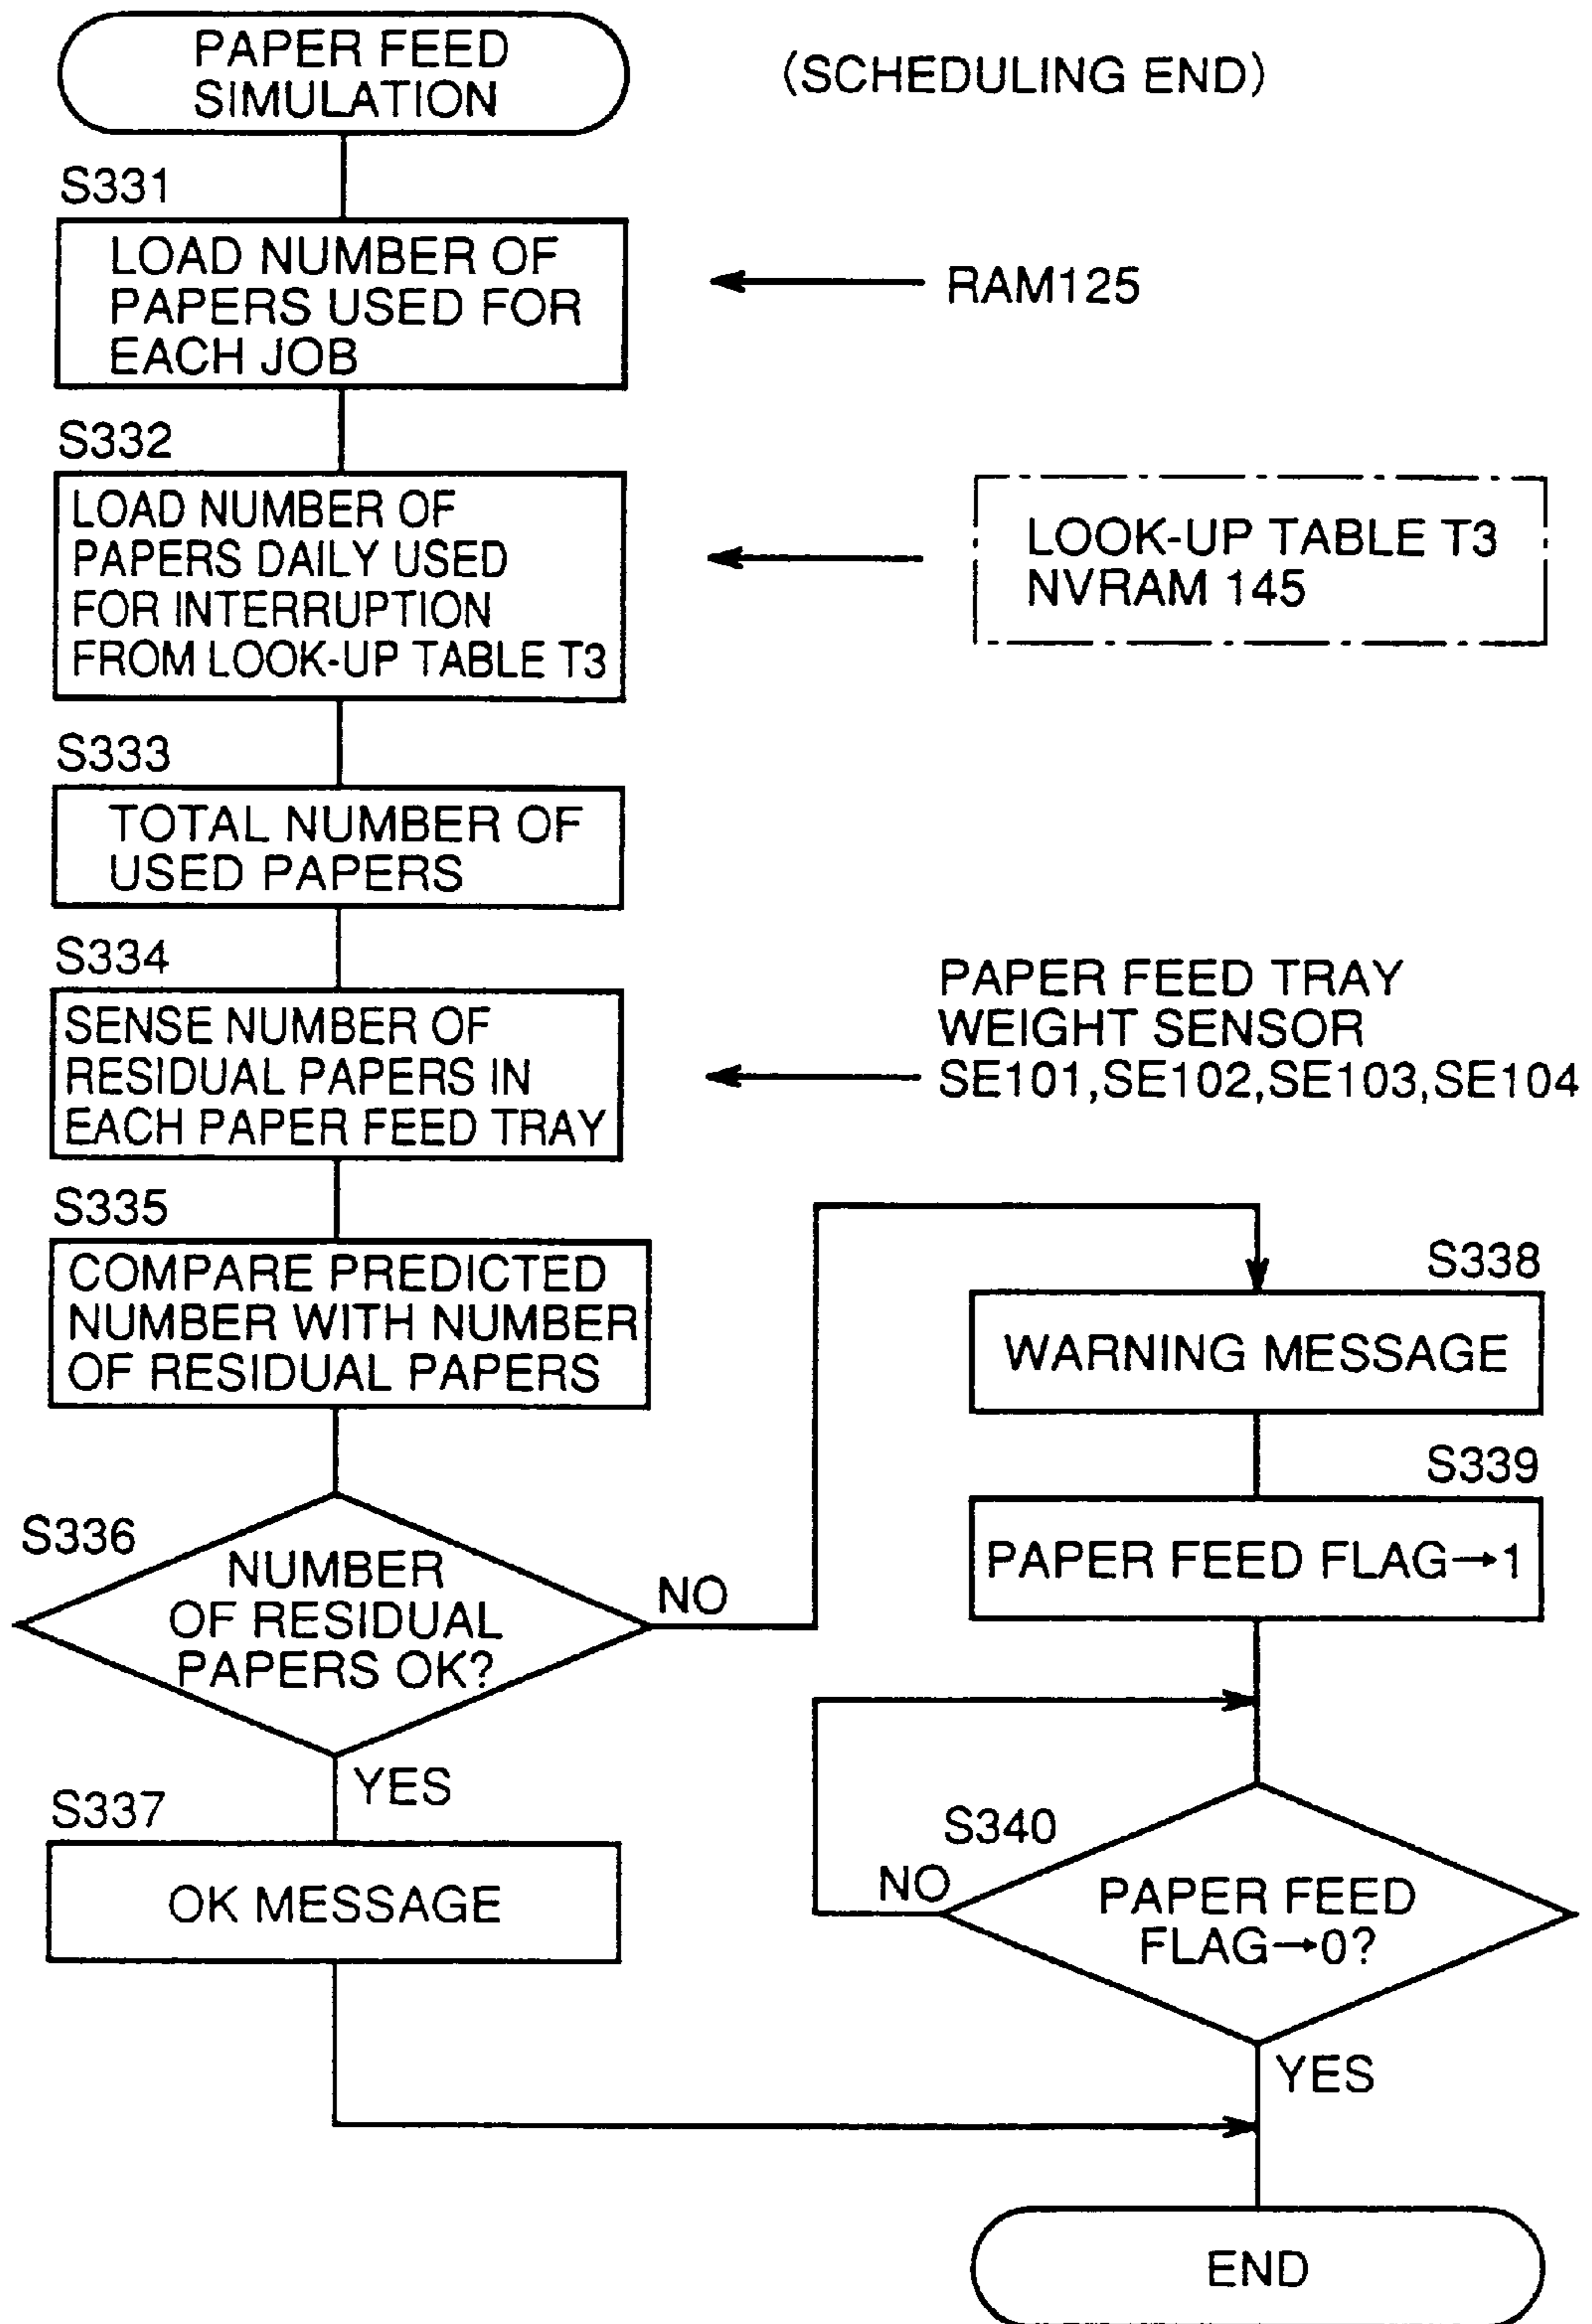 PAPER FEED
SIMULATION
(SCHEDULING END)
S331
LOAD NUMBER OF
PAPERS USED FOR
EACH JOB
RAM125
S332
LOAD NUMBER OF
PAPERS DAILY USED
FOR INTERRUPTION
FROM LOOK-UP TABLE T3
LOOK-UP TABLE T3
NVRAM 145
S333
TOTAL NUMBER OF
USED PAPERS
S334
SENSE NUMBER OF
RESIDUAL PAPERS IN
EACH PAPER FEED TRAY
PAPER FEED TRAY
WEIGHT SENSOR
SE101,SE102,SE103,SE104
S335
COMPARE PREDICTED
NUMBER WITH NUMBER
OF RESIDUAL PAPERS
S336
NUMBER
OF RESIDUAL
PAPERS OK?
NO
YES
S337
OK MESSAGE
S338
WARNING MESSAGE
S339
PAPER FEED FLAG→1
S340
NO
PAPER FEED
FLAG→0?
YES
END